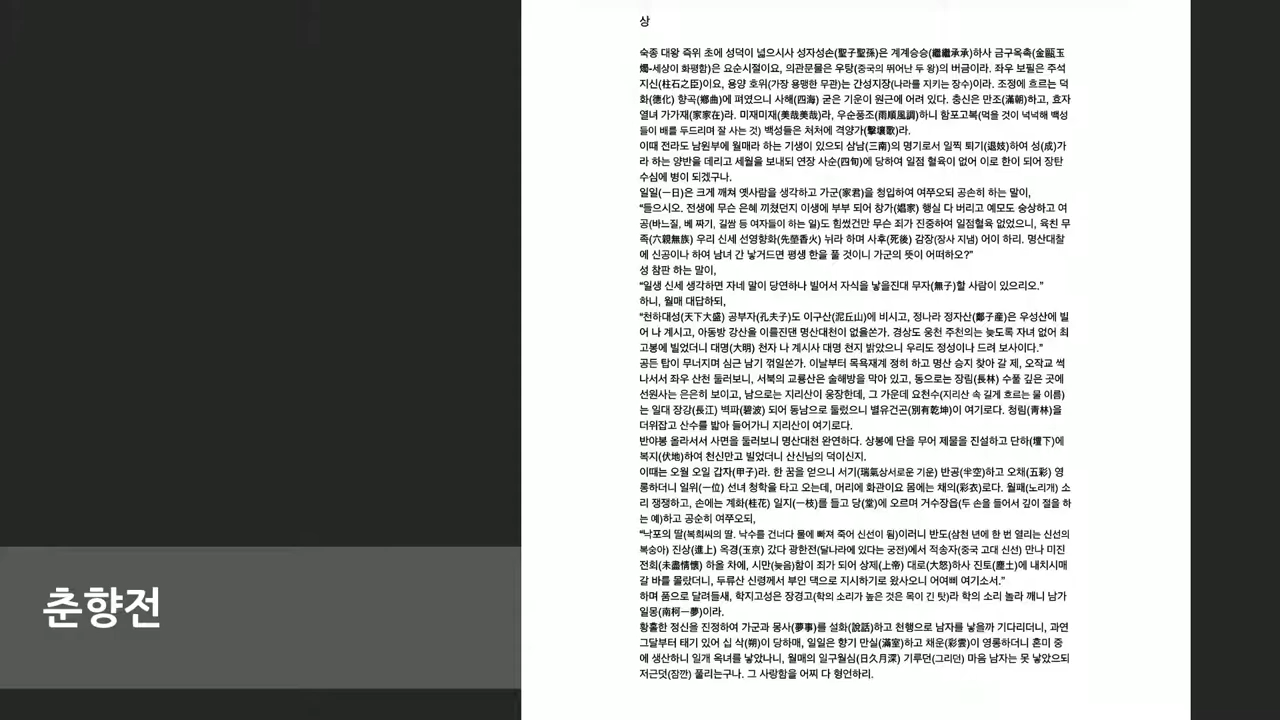 상
숙종 대왕 즉위 초에 성덕이 넓으시사 성자성손(聖子聖孫)은 계계승승(繼繼承承)하사 금구옥촉(金甌玉
燭-세상이 화평함)은 요순시절이요, 의관문물은 우탕(중국의 뛰어난 두 왕)의 버금이라. 좌우 보필은 주석
지신(柱石之臣)이요, 용양 호위(가장 용맹한 무관)는 간성지장(나라를 지키는 장수)이라. 조정에 흐르는 덕
화(德化) 향곡(鄕曲)에 펴였으니 사해(四海) 굳은 기운이 원근에 어려 있다. 충신은 만조(滿朝)하고, 효자
열녀 가가재(家家在)라. 미재미재(美哉美哉)라, 우순풍조(雨順風調)하니 함포고복(먹을 것이 넉넉해 백성
들이 배를 두드리며 잘 사는 것) 백성들은 처처에 격양가(擊壤歌)라.
이때 전라도 남원부에 월매라 하는 기생이 있으되 삼남(三南)의 명기로서 일찍 퇴기(退妓)하여 성(成)가
라 하는 양반을 데리고 세월을 보내되 연장 사순(四旬)에 당하여 일점 혈육이 없어 이로 한이 되어 장탄
수심에 병이 되겠구나.
일일(一日)은 크게 깨쳐 옛사람을 생각하고 가군(家君)을 청입하여 여쭈오되 공손히 하는 말이,
“들으시오. 전생에 무슨 은혜 끼쳤던지 이생에 부부 되어 창가(娼家) 행실 다 버리고 예모도 숭상하고 여
공(바느질, 베 짜기, 길쌈 등 여자들이 하는 일)도 힘썼건만 무슨 죄가 진중하여 일점혈육 없었으니, 육친 무
족(六親無族) 우리 신세 선영향화(先塋香火) 뉘라 하며 사후(死後) 감장(장사 지냄) 어이 하리. 명산대찰
에 신공이나 하여 남녀 간 낳거드면 평생 한을 풀 것이니 가군의 뜻이 어떠하오?”
성 참판 하는 말이,
“일생 신세 생각하면 자네 말이 당연하나 빌어서 자식을 낳을진대 무자(無子)할 사람이 있으리오.”
하니, 월매 대답하되,
“천하대성(天下大盛) 공부자(孔夫子)도 이구산(泥丘山)에 비시고, 정나라 정자산(鄭子産)은 우성산에 빌
어 나 계시고, 아동방 강산을 이를진댄 명산대천이 없을쏜가. 경상도 웅천 주천의는 늦도록 자녀 없어 최
고봉에 빌었더니 대명(大明) 천자 나 계시사 대명 천지 밝았으니 우리도 정성이나 드려 보사이다.”
공든 탑이 무너지며 심근 남기 꺾일쏜가. 이날부터 목욕재계 정히 하고 명산 승지 찾아 갈 제, 오작교 썩
나서서 좌우 산천 둘러보니, 서북의 교룡산은 술해방을 막아 있고, 동으로는 장림(長林) 수풀 깊은 곳에
선원사는 은은히 보이고, 남으로는 지리산이 웅장한데, 그 가운데 요천수(지리산 속 길게 흐르는 물 이름)
는 일대 장강(長江) 벽파(碧波) 되어 동남으로 둘렀으니 별유건곤(別有乾坤)이 여기로다. 청림(靑林)을
더위잡고 산수를 밟아 들어가니 지리산이 여기로다.
반야봉 올라서서 사면을 둘러보니 명산대천 완연하다. 상봉에 단을 무어 제물을 진설하고 단하(壇下)에
복지(伏地)하여 천신만고 빌었더니 산신님의 덕이신지.
이때는 오월 오일 갑자(甲子)라. 한 꿈을 얻으니 서기(瑞氣상서로운 기운) 반공(半空)하고 오채(五彩) 영
롱하더니 일위(一位) 선녀 청학을 타고 오는데, 머리에 화관이요 몸에는 채의(彩衣)로다. 월패(노리개) 소
리 쟁쟁하고, 손에는 계화(桂花) 일지(一枝)를 들고 당(堂)에 오르며 거수장읍(두 손을 들어서 깊이 절을 하
는 예)하고 공순히 여쭈오되,
“낙포의 딸(복희씨의 딸. 낙수를 건너다 물에 빠져 죽어 신선이 됨)이러니 반도(삼천 년에 한 번 열리는 신선의
복숭아) 진상(進上) 옥경(玉京) 갔다 광한전(달나라에 있다는 궁전)에서 적송자(중국 고대 신선) 만나 미진
전회(未盡情懷) 하올 차에, 시만(늦음)함이 죄가 되어 상제(上帝) 대로(大怒)하사 진토(塵土)에 내치시매
갈 바를 몰랐더니, 두류산 신령께서 부인 댁으로 지시하기로 왔사오니 어여삐 여기소서.”
하며 품으로 달려들새, 학지고성은 장경고(학의 소리가 높은 것은 목이 긴 탓)라 학의 소리 놀라 깨니 남가
일몽(南柯一夢)이라.
황홀한 정신을 진정하여 가군과 몽사(夢事)를 설화(說話)하고 천행으로 남자를 낳을까 기다리더니, 과연
그달부터 태기 있어 십 삭(朔)이 당하매, 일일은 향기 만실(滿室)하고 채운(彩雲)이 영롱하더니 혼미 중
에 생산하니 일개 옥녀를 낳았나니, 월매의 일구월심(日久月深) 기루던(그리던) 마음 남자는 못 낳았으되
저근덧(잠깐) 풀리는구나. 그 사랑함을 어찌 다 형언하리.
춘향전